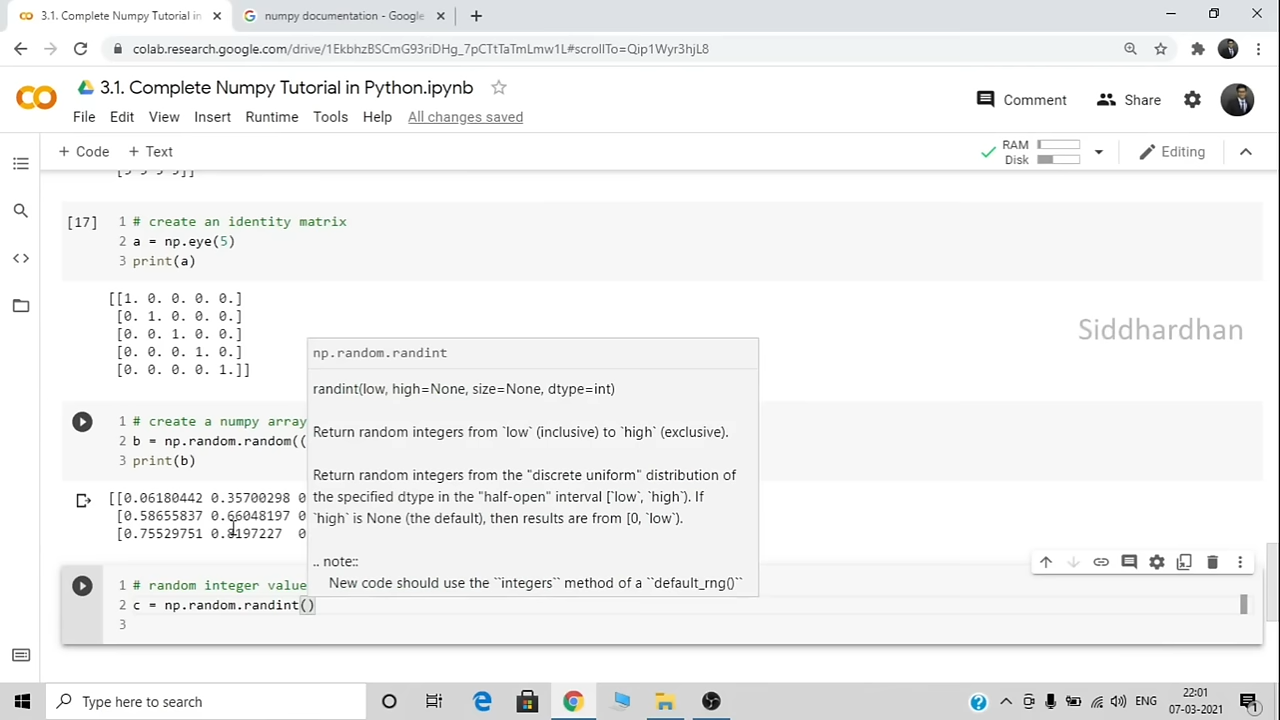 3.1. Complete Numpy Tutorial in
numpy documentation - Google
colab.research.google.com/drive/1EkbhzBSCmG93riDHg_7pCTtTaTmLmw1L#scrollTo=Qip1Wyr3hjL8
3.1. Complete Numpy Tutorial in Python.ipynb
Comment
Share
File Edit View Insert Runtime Tools Help All changes saved
+ Code + Text
RAM
Disk
Editing
[17]
1 # create an identity matrix
2 a = np.eye(5)
3 print(a)
[[1. 0. 0. 0. 0.]
[0. 1. 0. 0. 0.]
[0. 0. 1. 0. 0.]
[0. 0. 0. 1. 0.]
[0. 0. 0. 0. 1.]]
Siddhardhan
1 # create a numpy array
2 b = np.random.random((
3 print(b)
[[0.06180442 0.35700298 0
[0.58655837 0.66048197 0
[0.75529751 0.8197227 0
np.random.randint
randint(low, high=None, size=None, dtype=int)
Return random integers from `low` (inclusive) to `high` (exclusive).
Return random integers from the "discrete uniform" distribution of
the specified dtype in the "half-open" interval [`low`, `high`). If
`high` is None (the default), then results are from [0, `low`).
.. note::
New code should use the ``integers`` method of a ``default_rng()``
1 # random integer value
2 c = np.random.randint()
3
Type here to search
ENG
22:01
07-03-2021